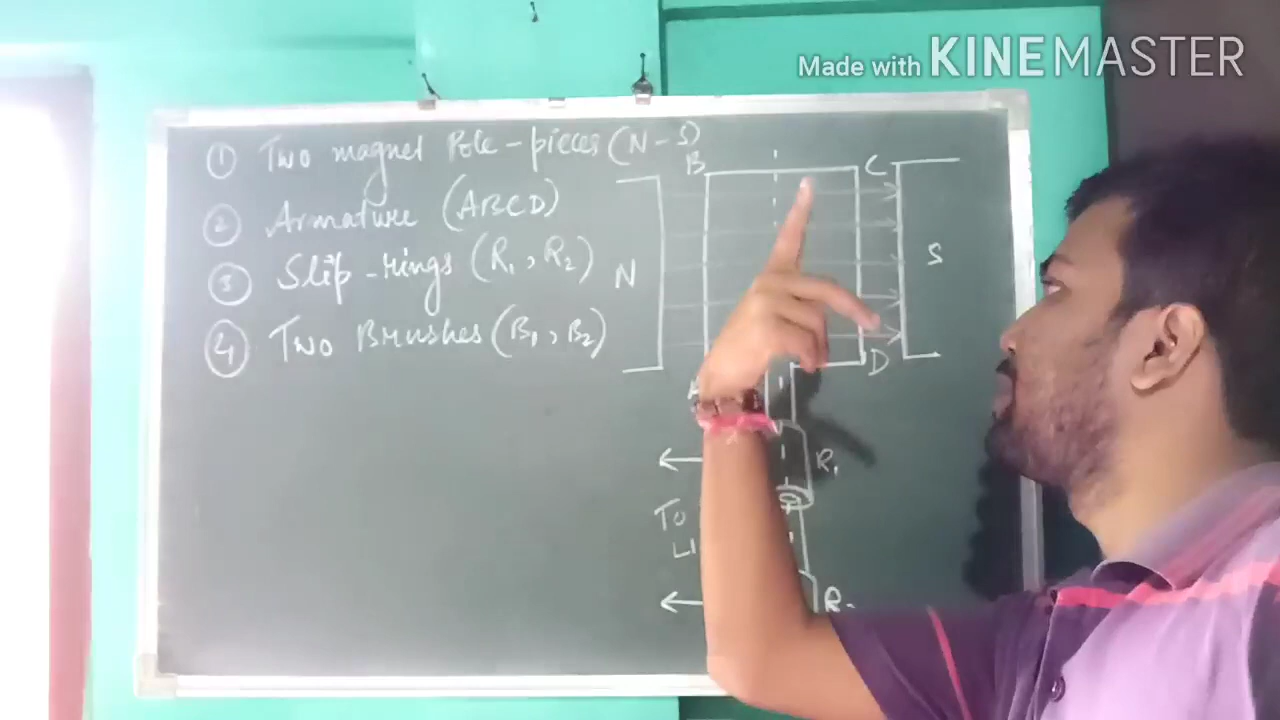 Made with KINEMASTER
① Two magnet Pole-pieces (N-S)
② Armature (ABCD)
③ Slip-rings (R₁, R₂)
④ Two Brushes (B₁, B₂)
B C
N S
D
R₁
TO
R